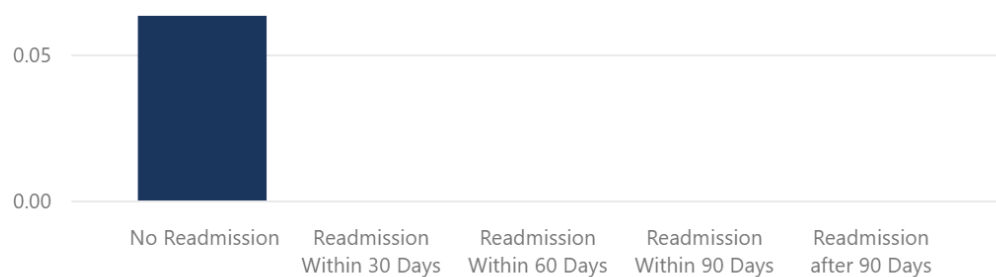 0.05
0.00
No Readmission
Readmission
Within 30 Days
Readmission
Within 60 Days
Readmission
Within 90 Days
Readmission
after 90 Days